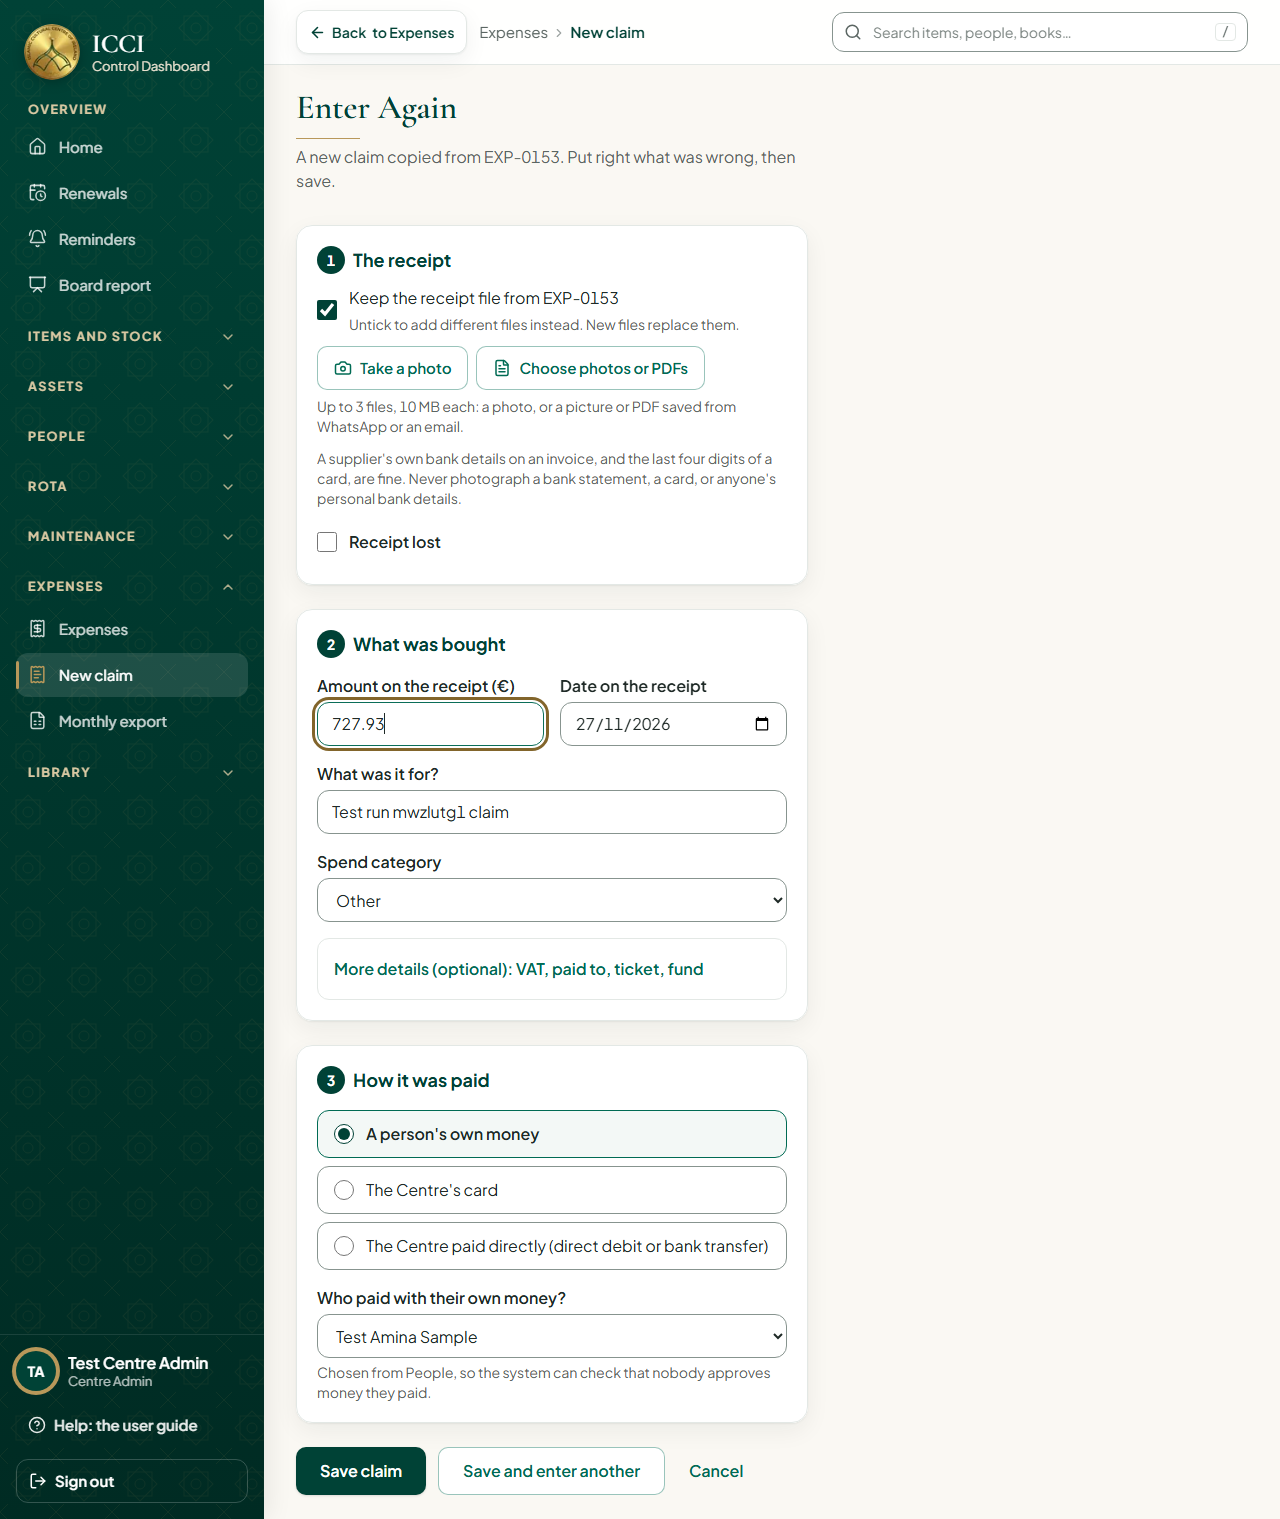 ICCI
Control Dashboard
OVERVIEW
Home
Renewals
Reminders
Board report
ITEMS AND STOCK
ASSETS
PEOPLE
ROTA
MAINTENANCE
EXPENSES
Expenses
New claim
Monthly export
LIBRARY
TA
Test Centre Admin
Centre Admin
Help: the user guide
Sign out
Back to Expenses
Expenses > New claim
Search items, people, books...
/
Enter Again
A new claim copied from EXP-0153. Put right what was wrong, then
save.
1 The receipt
Keep the receipt file from EXP-0153
Untick to add different files instead. New files replace them.
Take a photo
Choose photos or PDFs
Up to 3 files, 10 MB each: a photo, or a picture or PDF saved from
WhatsApp or an email.
A supplier's own bank details on an invoice, and the last four digits of a
card, are fine. Never photograph a bank statement, a card, or anyone's
personal bank details.
Receipt lost
2 What was bought
Amount on the receipt (€)
Date on the receipt
727.93
27/11/2026
What was it for?
Test run mwzlutg1 claim
Spend category
Other
More details (optional): VAT, paid to, ticket, fund
3 How it was paid
A person's own money
The Centre's card
The Centre paid directly (direct debit or bank transfer)
Who paid with their own money?
Test Amina Sample
Chosen from People, so the system can check that nobody approves
money they paid.
Save claim
Save and enter another
Cancel